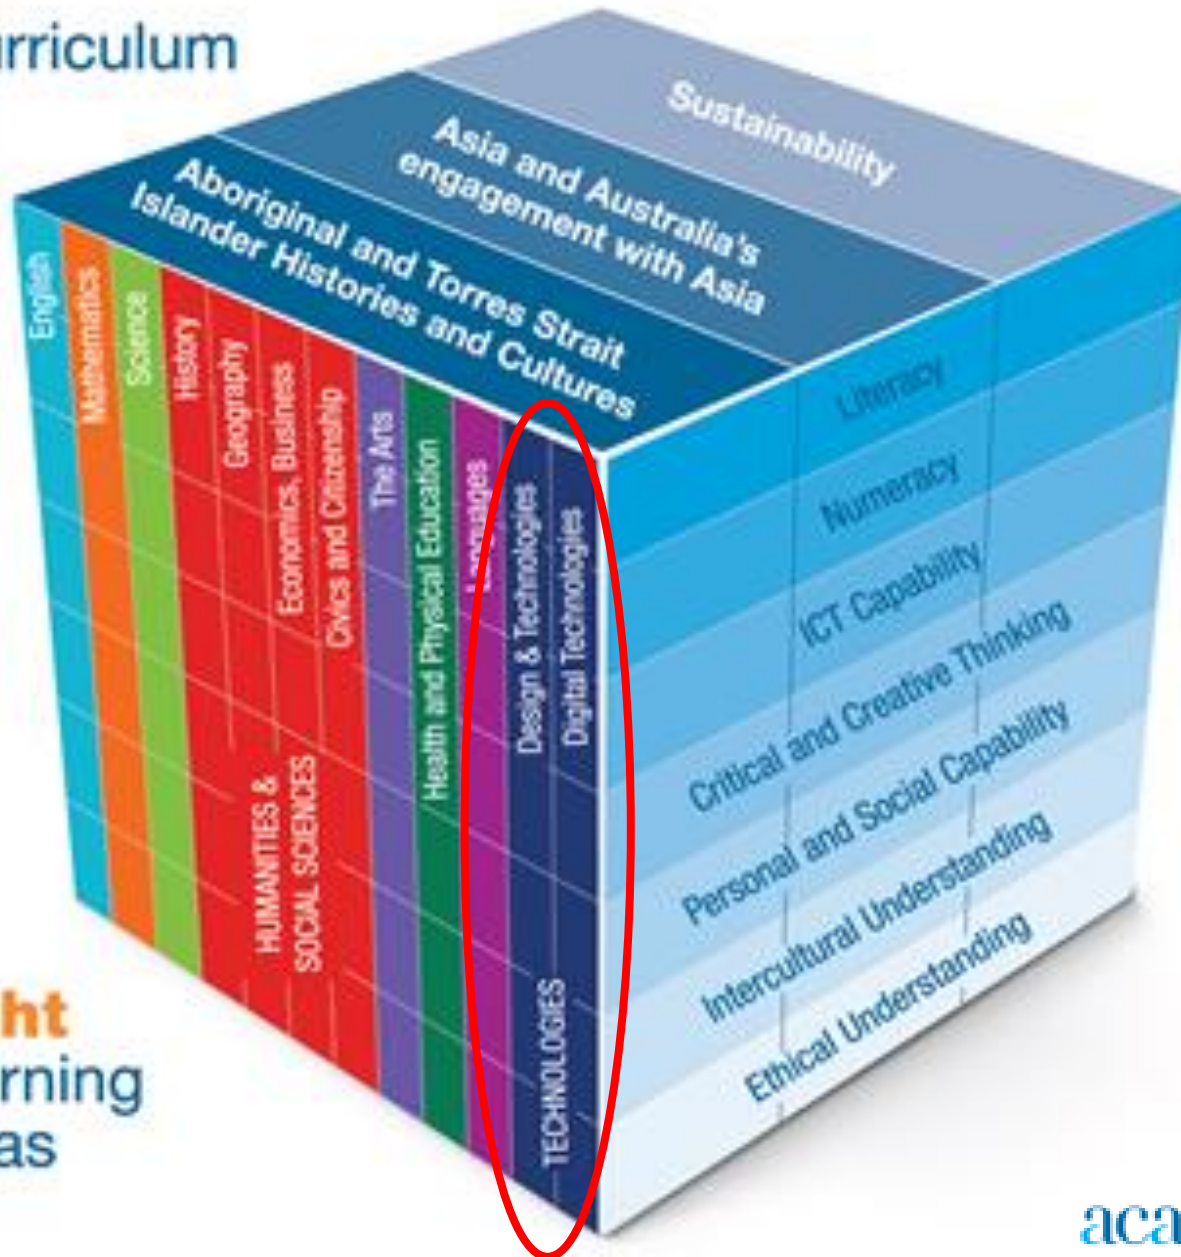 urriculum
Sustainability
Asia and Australia's
engagement with Asia
Aboriginal and Torres Strait
Islander Histories and Cultures
English
Mathematics
Science
History
Geography
Economics, Business
Civics and Citizenship
HUMANITIES &
SOCIAL SCIENCES
The Arts
Health and Physical Education
Languages
Design & Technologies
Digital Technologies
TECHNOLOGIES
Literacy
Numeracy
ICT Capability
Critical and Creative Thinking
Personal and Social Capability
Intercultural Understanding
Ethical Understanding
ht
rning
as
aca